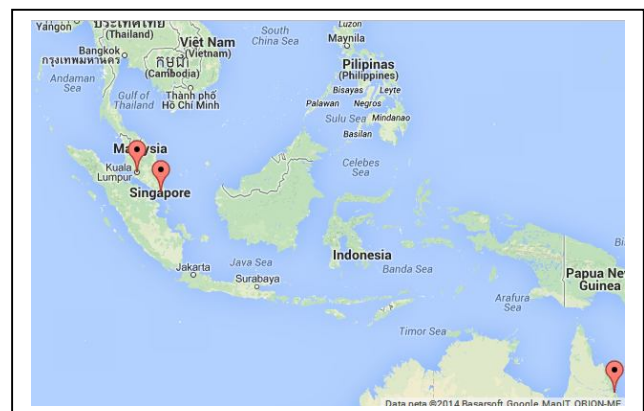 Yangon
ประเทศไทย
(Thailand)
Bangkok
กรุงเทพมหานคร
Việt Nam
(Vietnam)
កម្ពុជា
(Cambodia)
Thành phố
Hồ Chí Minh
Andaman
Sea
Gulf of
Thailand
South
China Sea
Luzon
Maynila
Pilipinas
(Philippines)
Bisayas
Leyte
Palawan
Negros
Mindanao
Sulu Sea
Basilan
Kuala
Lumpur
Singapore
Celebes
Sea
Jakarta
Java Sea
Surabaya
Indonesia
Banda Sea
Papua New
Guinea
Arafura
Sea
Timor Sea
Data peta ©2014 Basarsoft, Google, MapIT, ORION-ME